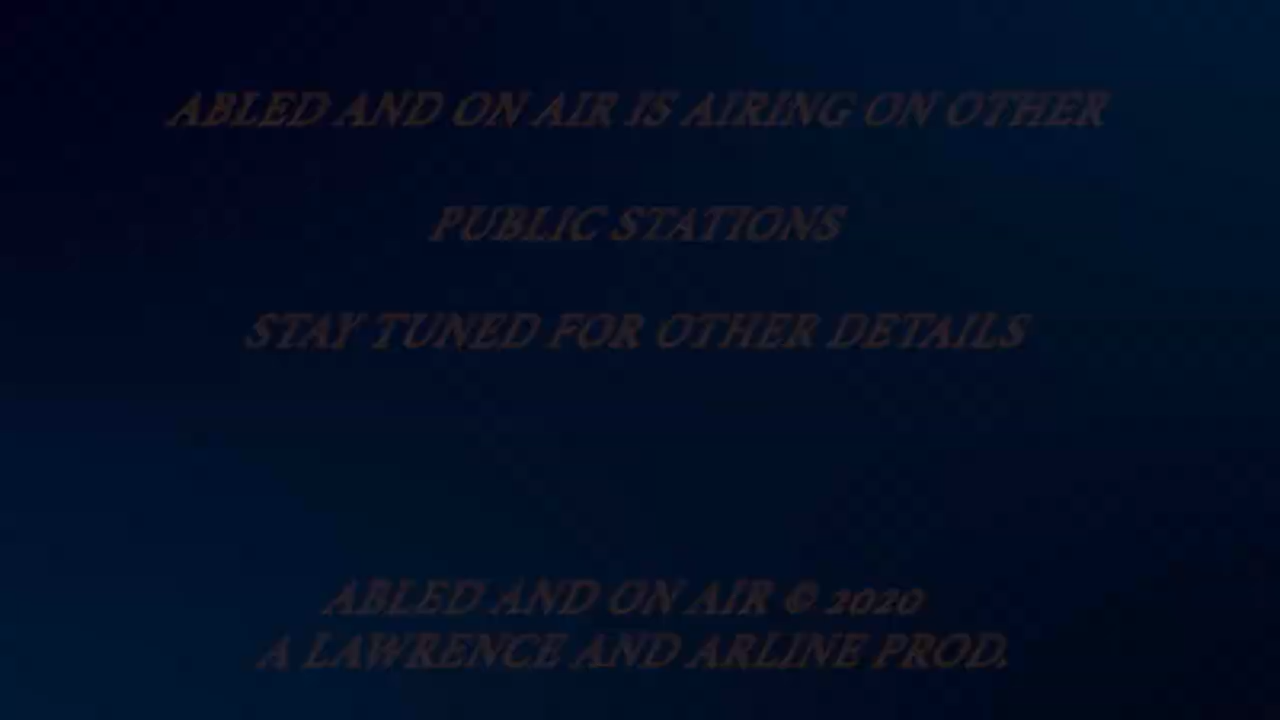 ABLED AND ON AIR IS AIRING ON OTHER
PUBLIC STATIONS
STAY TUNED FOR OTHER DETAILS
ABLED AND ON AIR © 2020
A LAWRENCE AND ARLINE PROD.